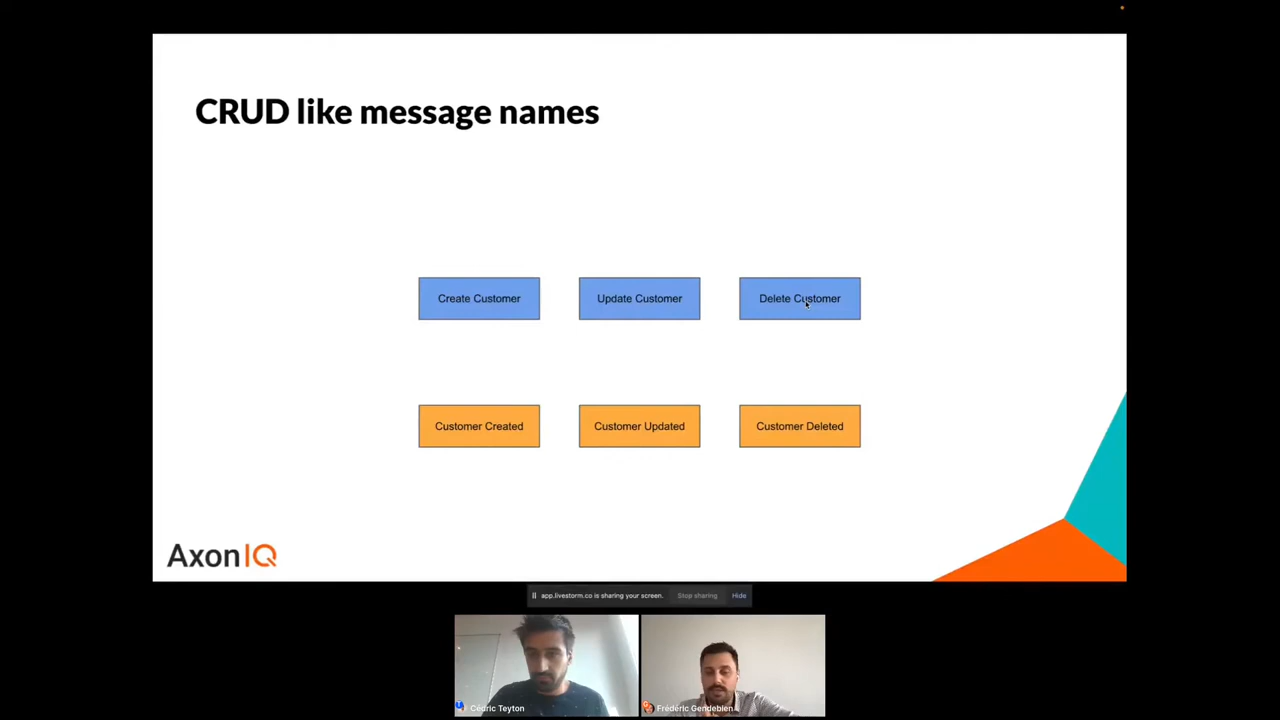 CRUD like message names
Create Customer
Update Customer
Delete Customer
Customer Created
Customer Updated
Customer Deleted
AxonIQ
app.livestorm.co is sharing your screen.
Stop sharing
Hide
Cédric Teyton
Frédéric Gendebien